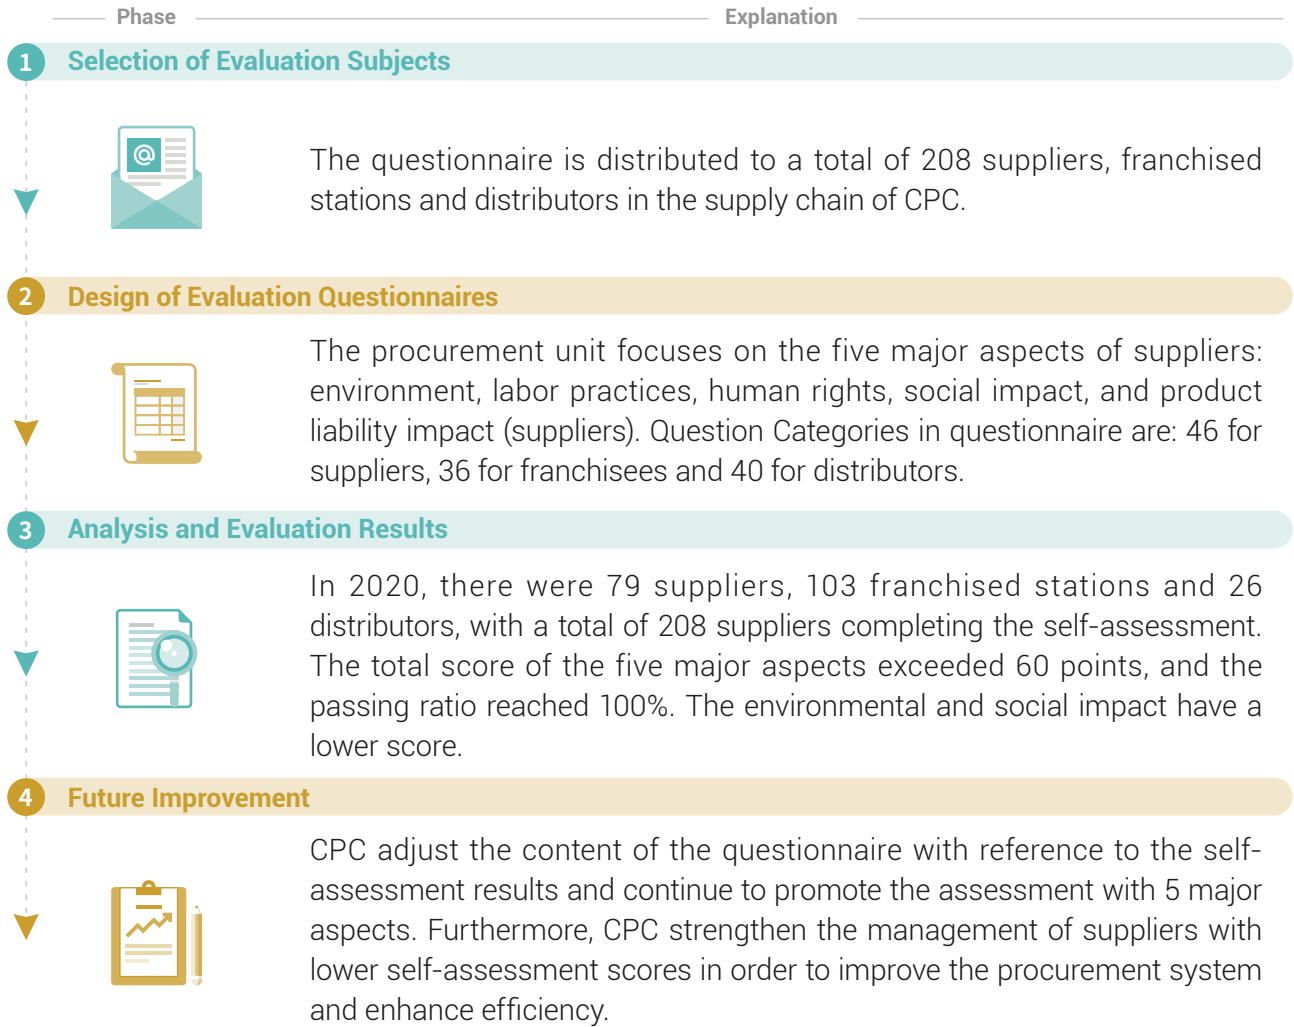 Phase
Explanation
1 Selection of Evaluation Subjects
@
The questionnaire is distributed to a total of 208 suppliers, franchised
stations and distributors in the supply chain of CPC.
2 Design of Evaluation Questionnaires
The procurement unit focuses on the five major aspects of suppliers:
environment, labor practices, human rights, social impact, and product
liability impact (suppliers). Question Categories in questionnaire are: 46 for
suppliers, 36 for franchisees and 40 for distributors.
3 Analysis and Evaluation Results
In 2020, there were 79 suppliers, 103 franchised stations and 26
distributors, with a total of 208 suppliers completing the self-assessment.
The total score of the five major aspects exceeded 60 points, and the
passing ratio reached 100%. The environmental and social impact have a
lower score.
4 Future Improvement
CPC adjust the content of the questionnaire with reference to the self-
assessment results and continue to promote the assessment with 5 major
aspects. Furthermore, CPC strengthen the management of suppliers with
lower self-assessment scores in order to improve the procurement system
and enhance efficiency.